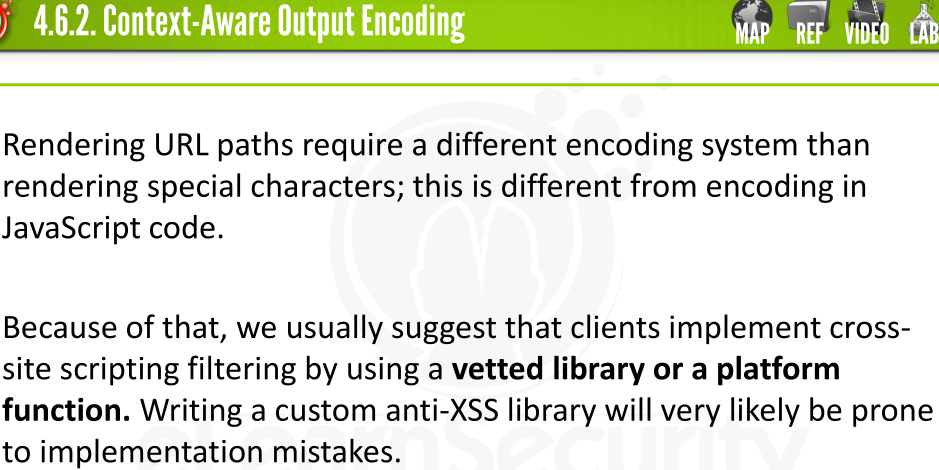 4.6.2. Context-Aware Output Encoding
MAP REF VIDEO LAB
Rendering URL paths require a different encoding system than
rendering special characters; this is different from encoding in
JavaScript code.
Because of that, we usually suggest that clients implement cross-
site scripting filtering by using a vetted library or a platform
function. Writing a custom anti-XSS library will very likely be prone
to implementation mistakes.
eLearnSecurity